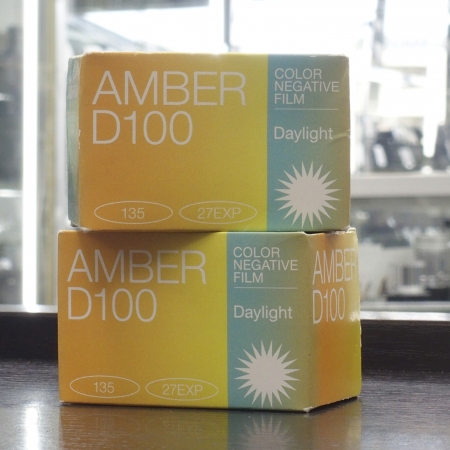 AMBER
D100
COLOR
NEGATIVE
FILM
Daylight
135
27EXP
AMBER
D100
COLOR
NEGATIVE
FILM
Daylight
135
27EXP
AMBER
D100